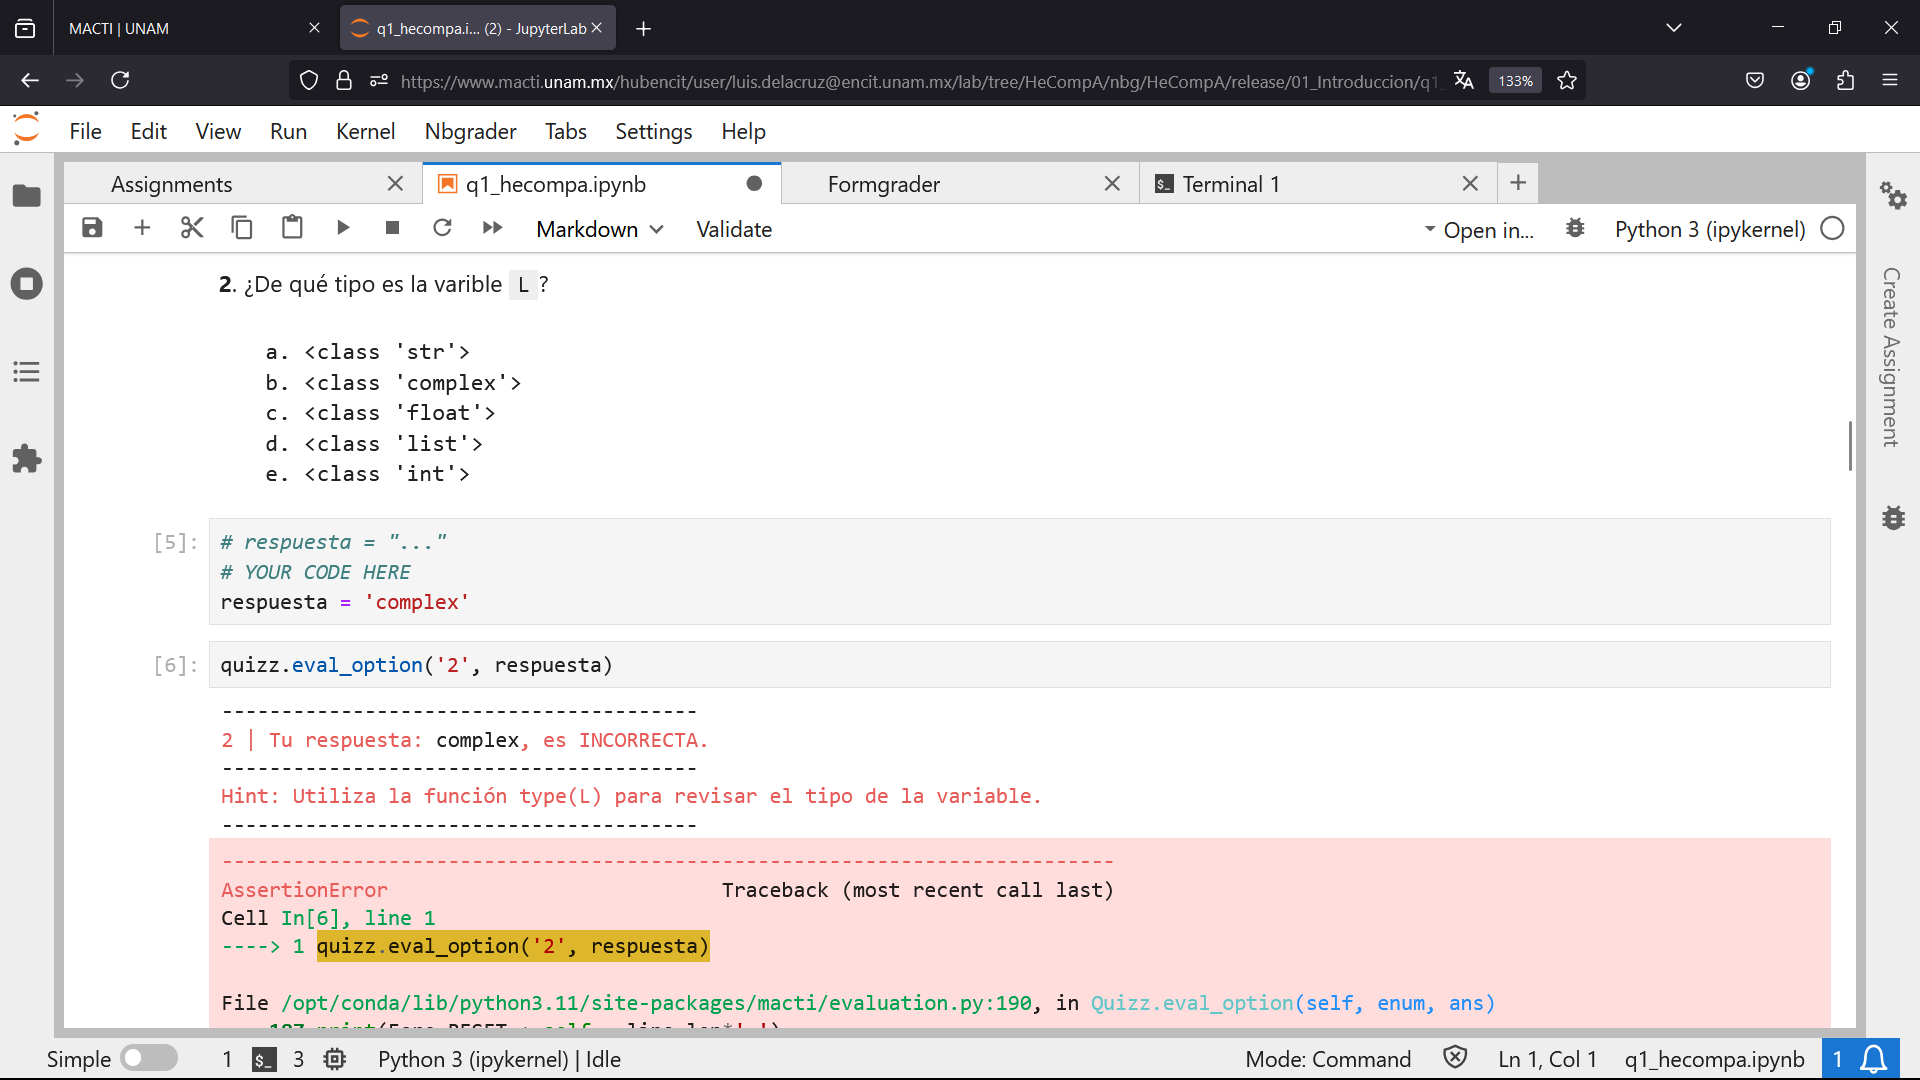 MACTI | UNAM
q1_hecompa.i... (2) - JupyterLab
https://www.macti.unam.mx/hubencit/user/luis.delacruz@encit.unam.mx/lab/tree/HeCompA/nbg/HeCompA/release/01_Introduccion/q1_
133%
File Edit View Run Kernel Nbgrader Tabs Settings Help
Assignments
q1_hecompa.ipynb
Formgrader
Terminal 1
Markdown
Validate
Open in...
Python 3 (ipykernel)
Create Assignment
2. ¿De qué tipo es la varible L ?
a. <class 'str'>
b. <class 'complex'>
c. <class 'float'>
d. <class 'list'>
e. <class 'int'>
[5]:
# respuesta = "..."
# YOUR CODE HERE
respuesta = 'complex'
[6]:
quizz.eval_option('2', respuesta)
----------------------------------------
2 | Tu respuesta: complex, es INCORRECTA.
----------------------------------------
Hint: Utiliza la función type(L) para revisar el tipo de la variable.
----------------------------------------
---------------------------------------------------------------------------
AssertionError                            Traceback (most recent call last)
Cell In[6], line 1
----> 1 quizz.eval_option('2', respuesta)
File /opt/conda/lib/python3.11/site-packages/macti/evaluation.py:190, in Quizz.eval_option(self, enum, ans)
Simple
1
3
Python 3 (ipykernel) | Idle
Mode: Command
Ln 1, Col 1
q1_hecompa.ipynb
1